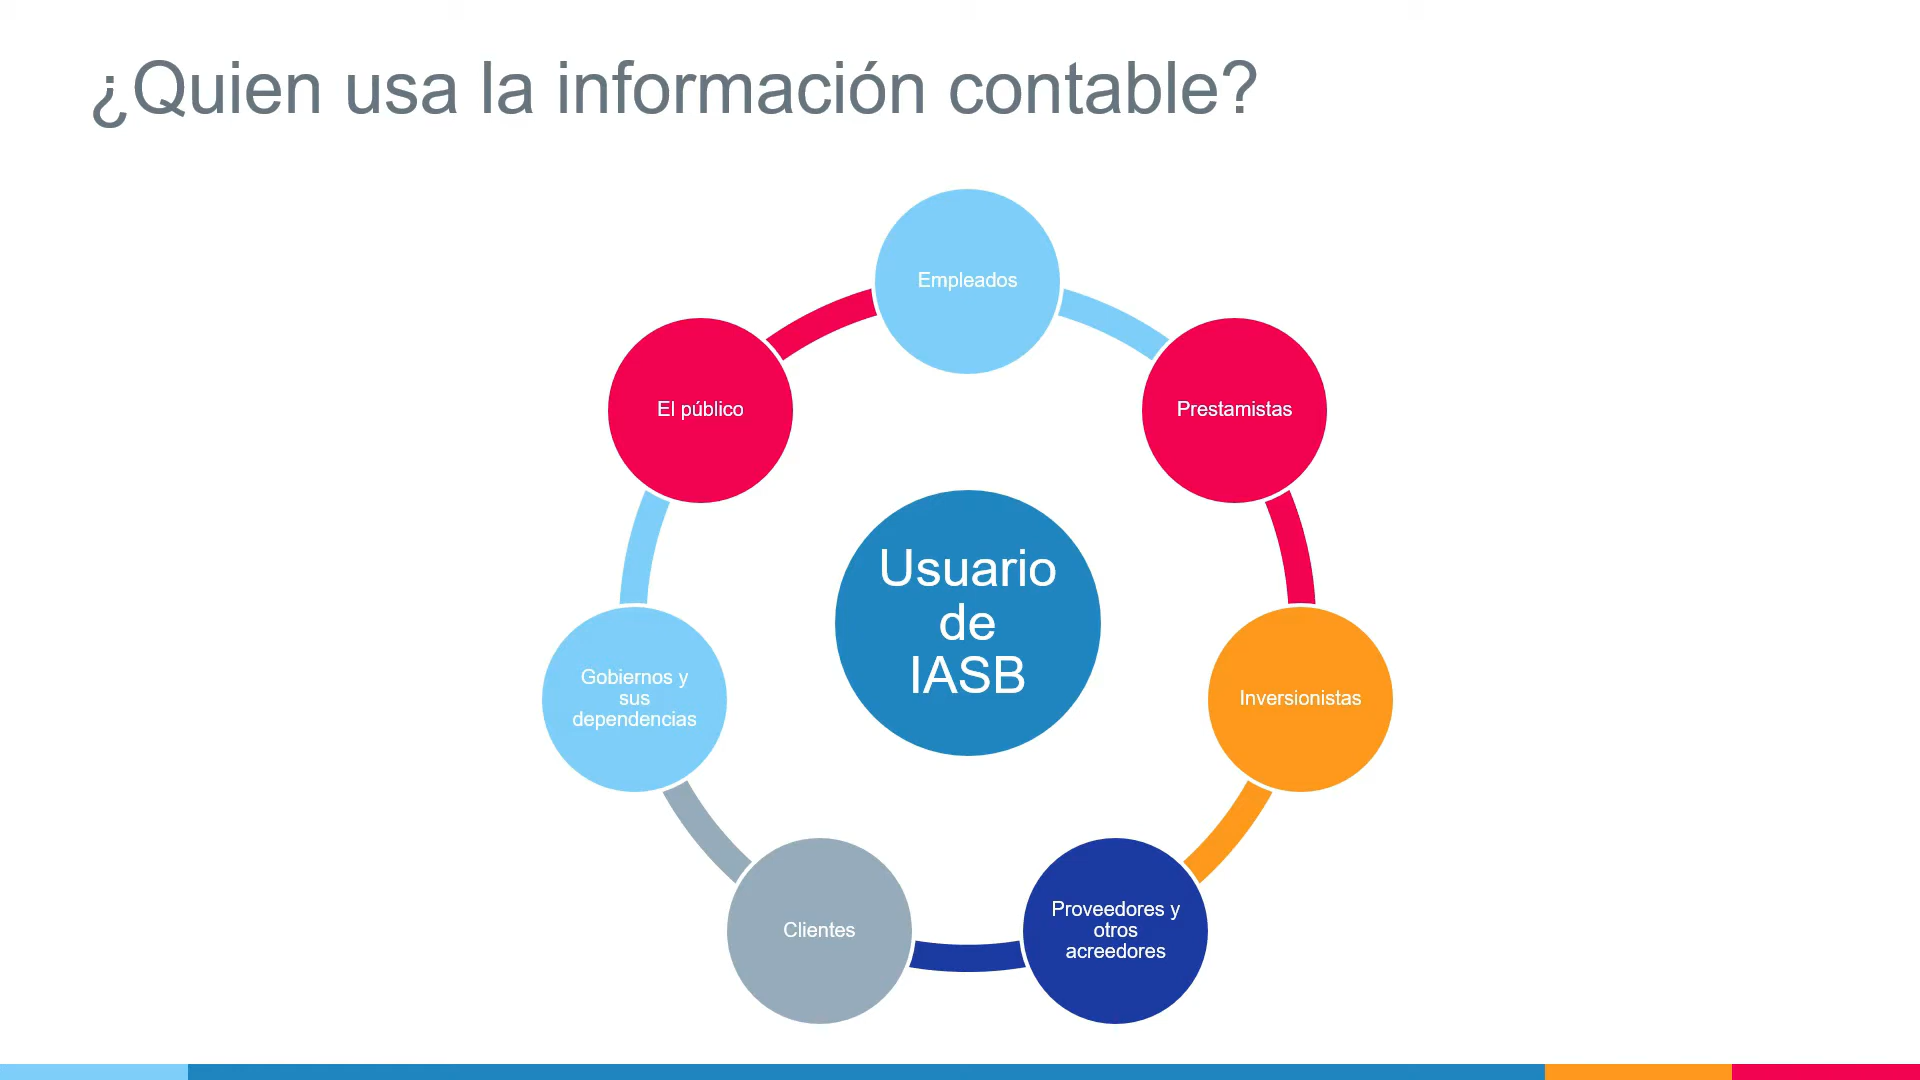 ¿Quien usa la información contable?
Empleados
El público
Prestamistas
Usuario
de
IASB
Gobiernos y
sus
dependencias
Inversionistas
Clientes
Proveedores y
otros
acreedores